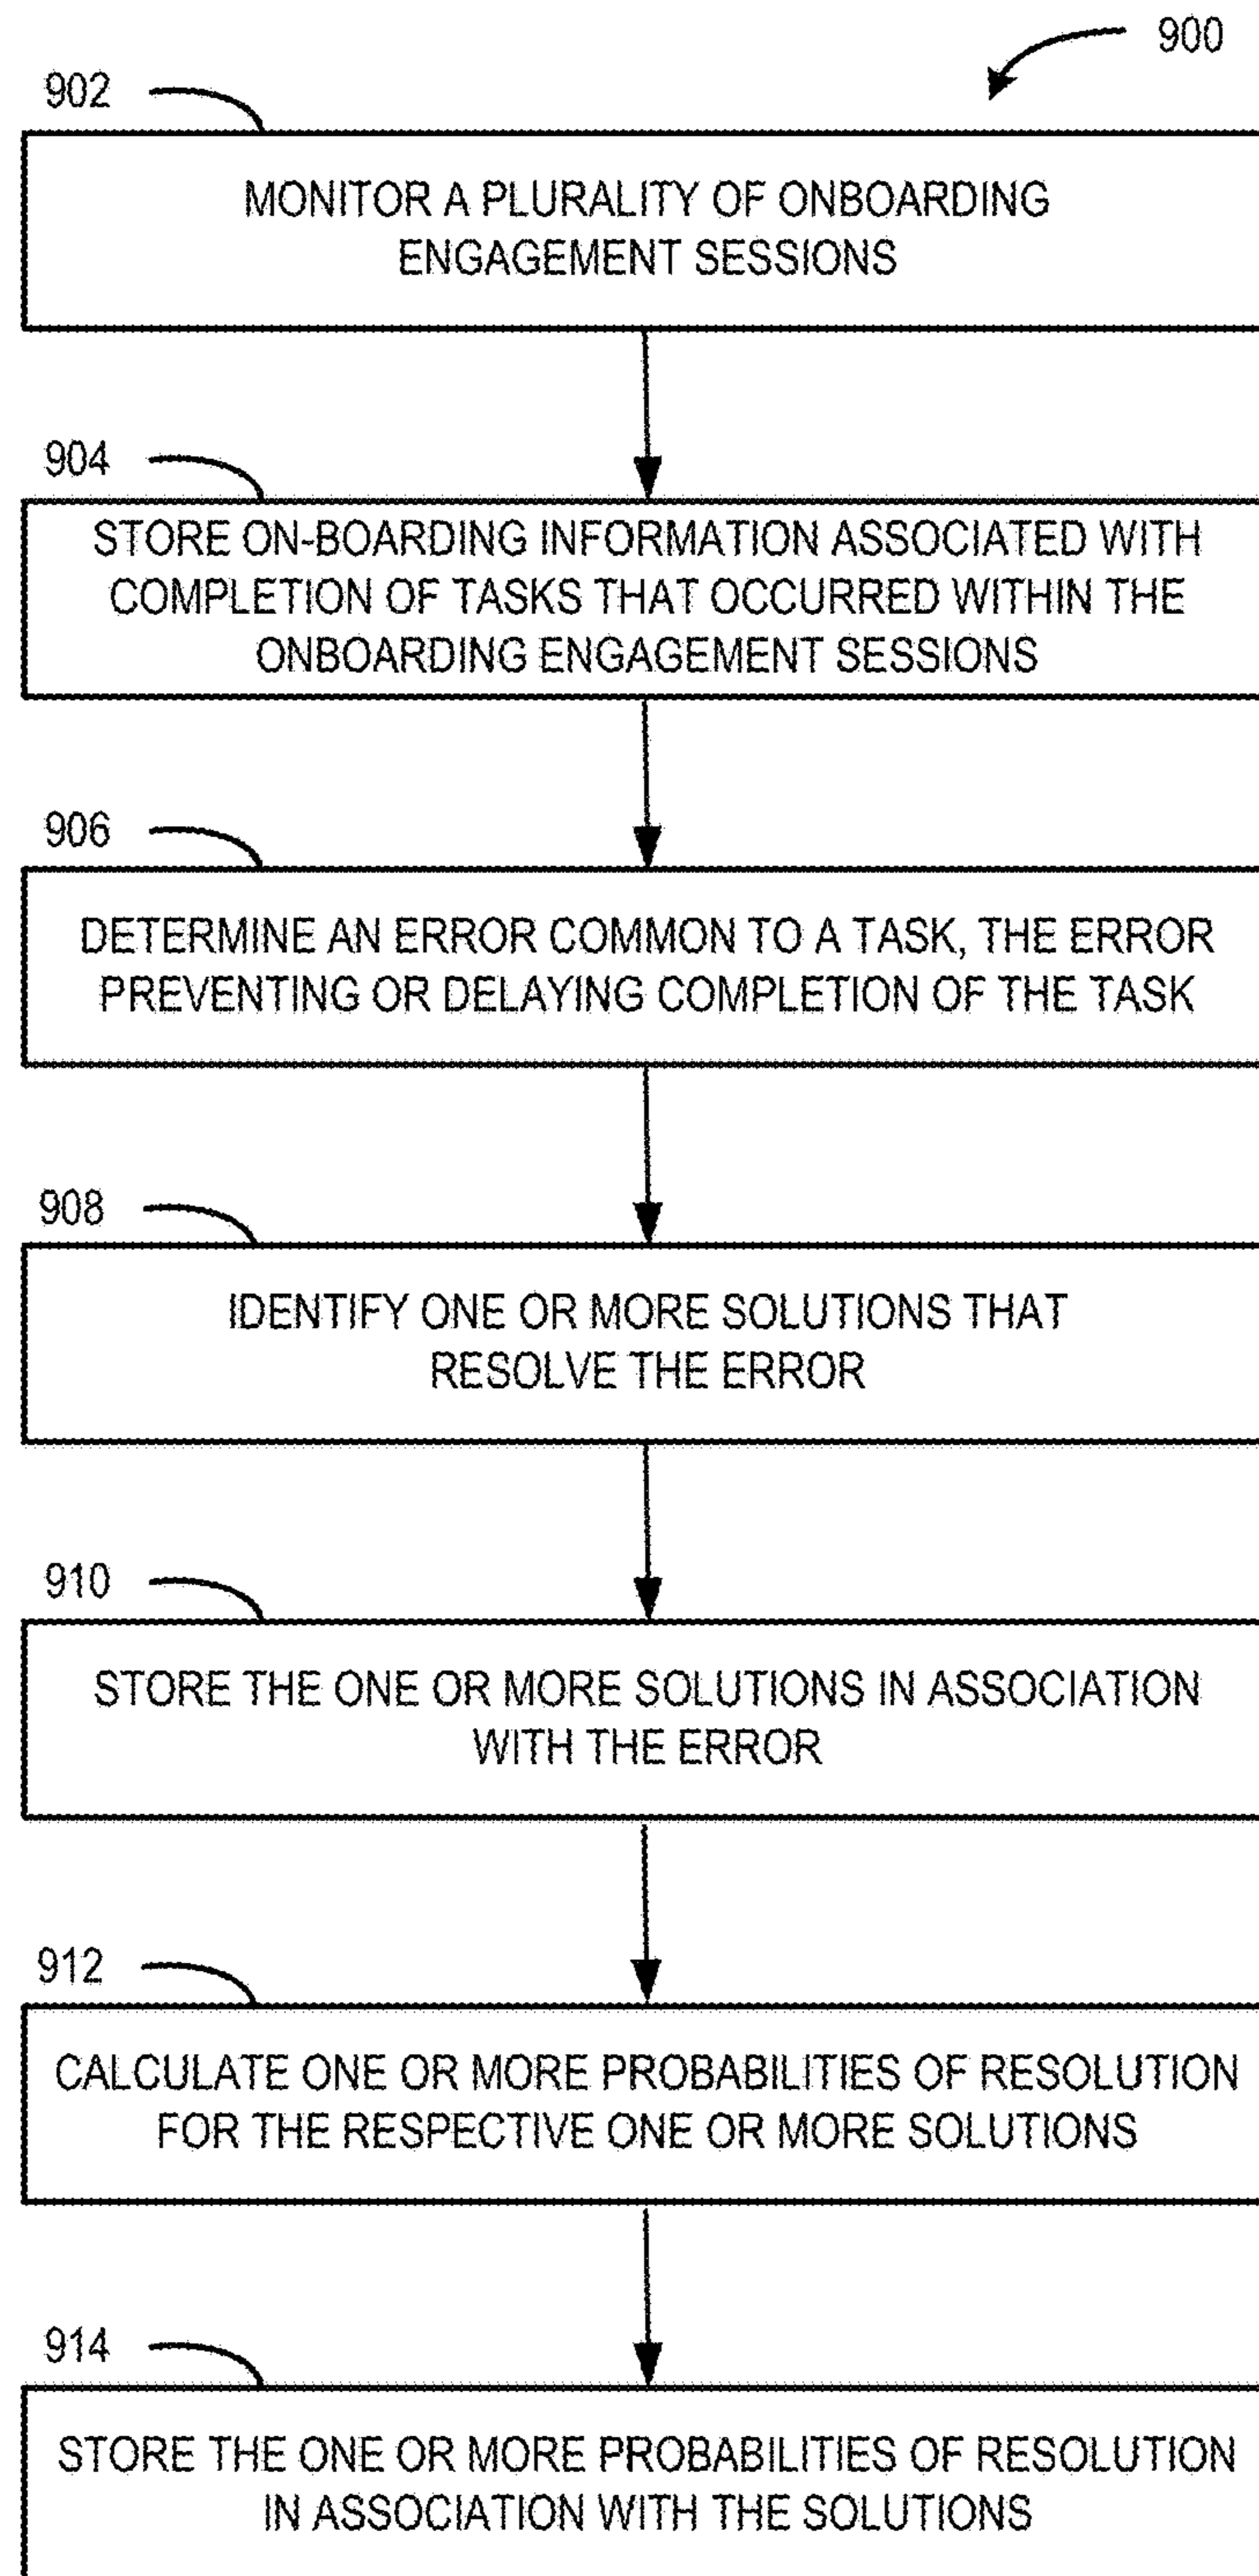 900
902
MONITOR A PLURALITY OF ONBOARDING
ENGAGEMENT SESSIONS
904
STORE ON-BOARDING INFORMATION ASSOCIATED WITH
COMPLETION OF TASKS THAT OCCURRED WITHIN THE
ONBOARDING ENGAGEMENT SESSIONS
906
DETERMINE AN ERROR COMMON TO A TASK, THE ERROR
PREVENTING OR DELAYING COMPLETION OF THE TASK
908
IDENTIFY ONE OR MORE SOLUTIONS THAT
RESOLVE THE ERROR
910
STORE THE ONE OR MORE SOLUTIONS IN ASSOCIATION
WITH THE ERROR
912
CALCULATE ONE OR MORE PROBABILITIES OF RESOLUTION
FOR THE RESPECTIVE ONE OR MORE SOLUTIONS
914
STORE THE ONE OR MORE PROBABILITIES OF RESOLUTION
IN ASSOCIATION WITH THE SOLUTIONS